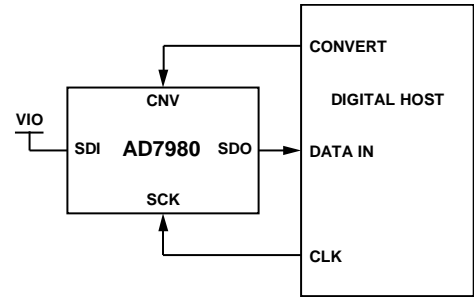 CONVERT
CNV
DIGITAL HOST
VIO
SDI AD7980 SDO
DATA IN
SCK
CLK